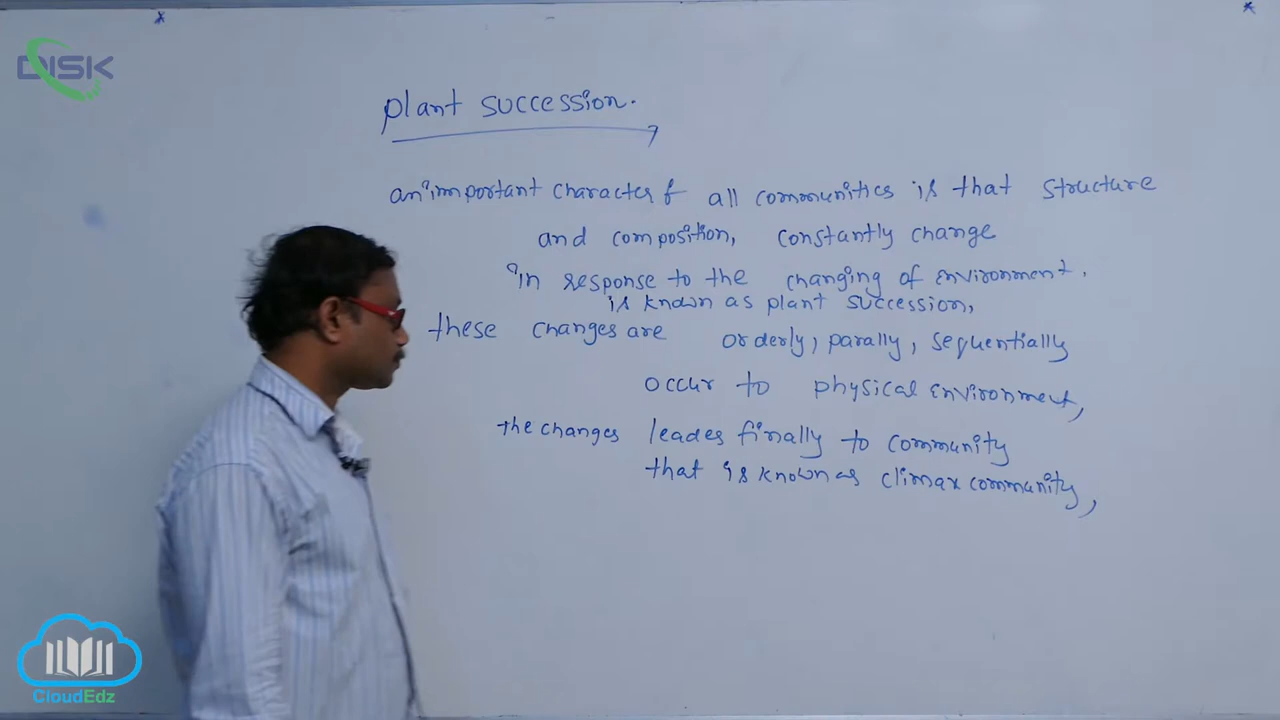 DISK
plant succession.
an important character of all communities is that structure
and composition, constantly change
in response to the changing of environment.
is known as plant succession,
these changes are orderly, parally, sequentially
occur to physical environment,
the changes leades finally to community
that is known as climax community,
CloudEdz